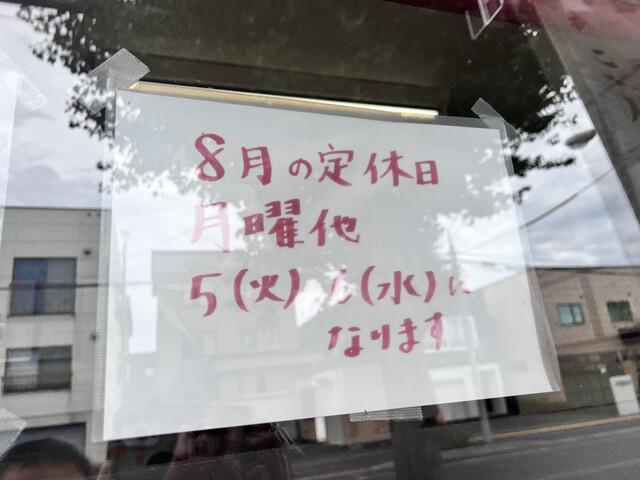 8月の定休日
月曜他
5(火)、6(水)に
なります